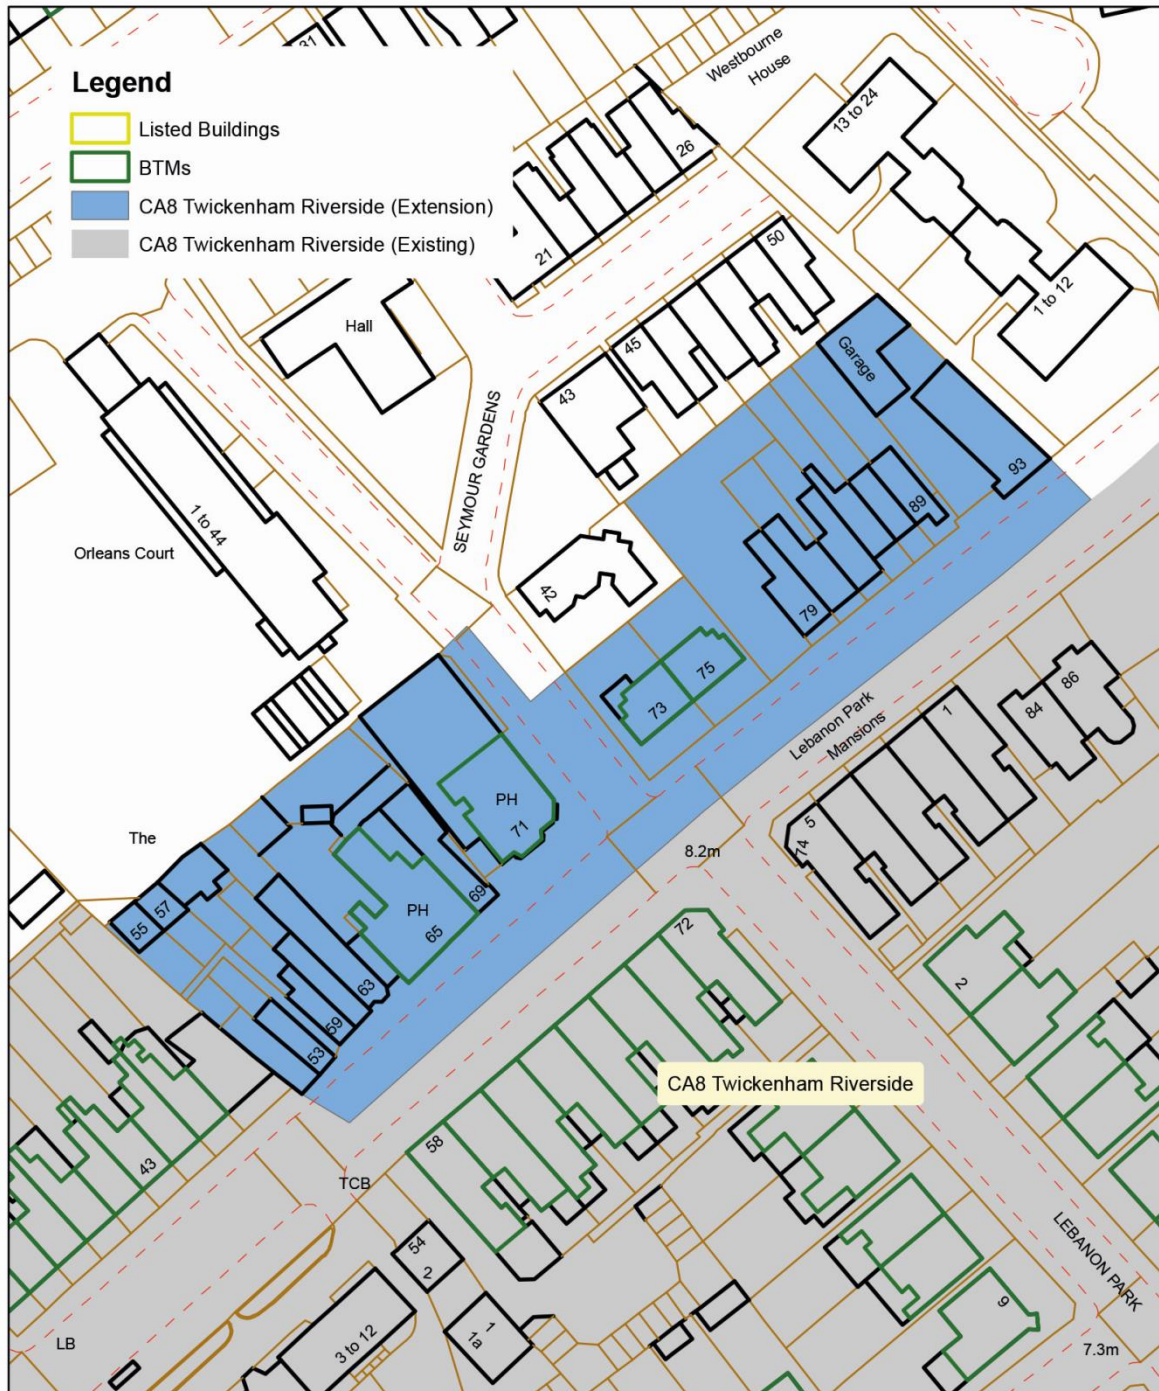 31
Legend
Listed Buildings
BTMs
CA8 Twickenham Riverside (Extension)
CA8 Twickenham Riverside (Existing)
Westbourne
House
13 to 24
26
21
50
1 to 12
Hall
45
43
Garage
SEYMOUR GARDENS
1 to 44
Orleans Court
93
89
42
79
75
73
86
84
Lebanon Park
Mansions
1
5
74
PH
71
The
8.2m
69
PH
65
55
57
72
2
63
59
53
CA8 Twickenham Riverside
58
43
TCB
54
2
LEBANON PARK
9
1
1a
3 to 12
LB
7.3m